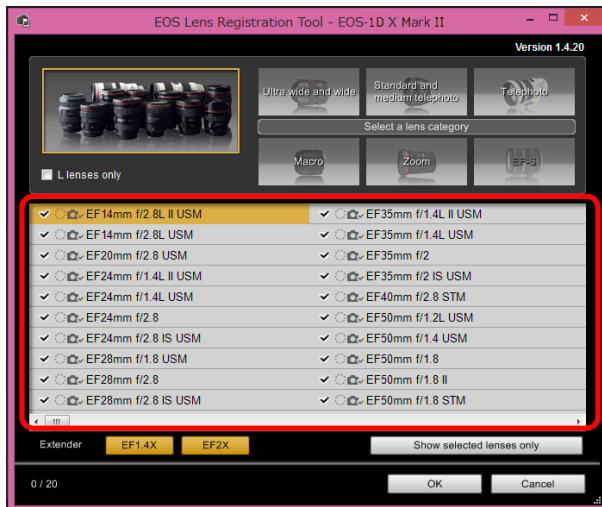 EOS Lens Registration Tool - EOS-1D X Mark II
Version 1.4.20
Ultra wide and wide
Standard and
medium telephoto
Telephoto
Select a lens category
Macro
Zoom
EF-S
L lenses only
EF14mm f/2.8L II USM
EF14mm f/2.8L USM
EF20mm f/2.8 USM
EF24mm f/1.4L II USM
EF24mm f/1.4L USM
EF24mm f/2.8
EF24mm f/2.8 IS USM
EF28mm f/1.8 USM
EF28mm f/2.8
EF28mm f/2.8 IS USM
EF35mm f/1.4L II USM
EF35mm f/1.4L USM
EF35mm f/2
EF35mm f/2 IS USM
EF40mm f/2.8 STM
EF50mm f/1.2L USM
EF50mm f/1.4 USM
EF50mm f/1.8
EF50mm f/1.8 II
EF50mm f/1.8 STM
Extender
EF1.4X
EF2X
Show selected lenses only
0 / 20
OK
Cancel